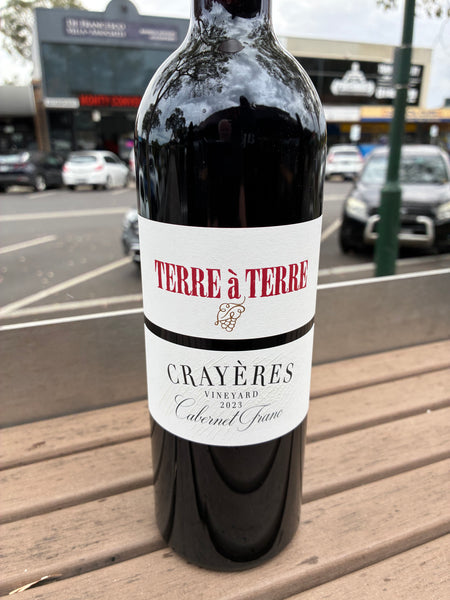 TERRE à TERRE
CRAYÈRES
VINEYARD
2023
Cabernet Franc